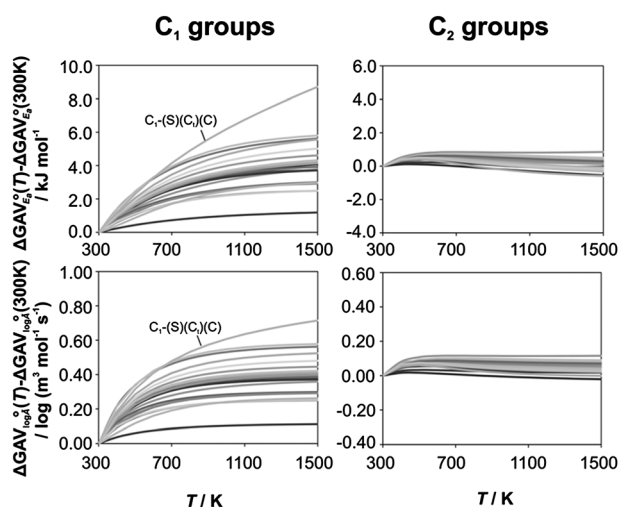 C₁ groups
C₂ groups
ΔGAV°Eₐ(T)-ΔGAV°Eₐ(300K)
/ kJ mol⁻¹
10.0
8.0
6.0
4.0
2.0
0.0
C₁-(S)(Cₜ)(C)
300 700 1100 1500
6.0
4.0
2.0
0.0
-2.0
-4.0
300 700 1100 1500
ΔGAV°logÃ(T)-ΔGAV°logÃ(300K)
/ log (m³ mol⁻¹ s⁻¹)
1.00
0.80
0.60
0.40
0.20
0.00
C₁-(S)(Cₜ)(C)
300 700 1100 1500
T / K
0.60
0.40
0.20
0.00
-0.20
-0.40
300 700 1100 1500
T / K